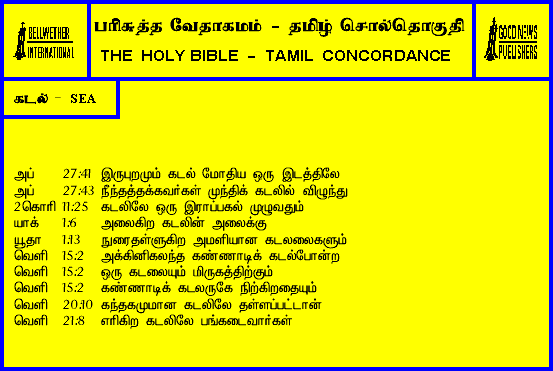 BELLWETHER
INTERNATIONAL
பரிசுத்த வேதாகமம் - தமிழ் சொல்தொகுதி
THE HOLY BIBLE - TAMIL CONCORDANCE
GOOD NEWS
PUBLISHERS
கடல் - SEA
அப் 27:41 இருபுறமும் கடல் மோதிய ஒரு இடத்திலே
அப் 27:43 நீந்தத்தக்கவர்கள் முந்திக் கடலில் விழுந்து
2கொரி 11:25 கடலிலே ஒரு இராப்பகல் முழுவதும்
யாக் 1:6 அலைகிற கடலின் அலைக்கு
யூதா 1:13 நுரைதள்ளுகிற அமளியான கடலலைகளும்
வெளி 15:2 அக்கினிகலந்த கண்ணாடிக் கடல்போன்ற
வெளி 15:2 ஒரு கடலையும் மிருகத்திற்கும்
வெளி 15:2 கண்ணாடிக் கடலருகே நிற்கிறதையும்
வெளி 20:10 கந்தகமுமான கடலிலே தள்ளப்பட்டான்
வெளி 21:8 எரிகிற கடலிலே பங்கடைவார்கள்